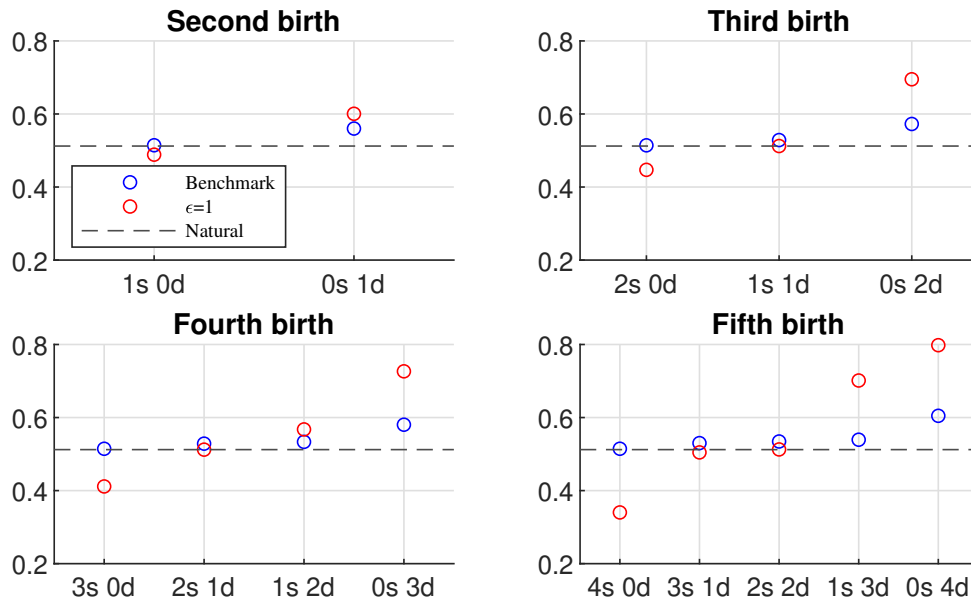 Second birth
0.8
0.6
0.4
0.2
Benchmark
ϵ=1
Natural
1s 0d 0s 1d
Third birth
0.8
0.6
0.4
0.2
2s 0d 1s 1d 0s 2d
Fourth birth
0.8
0.6
0.4
0.2
3s 0d 2s 1d 1s 2d 0s 3d
Fifth birth
0.8
0.6
0.4
0.2
4s 0d 3s 1d 2s 2d 1s 3d 0s 4d